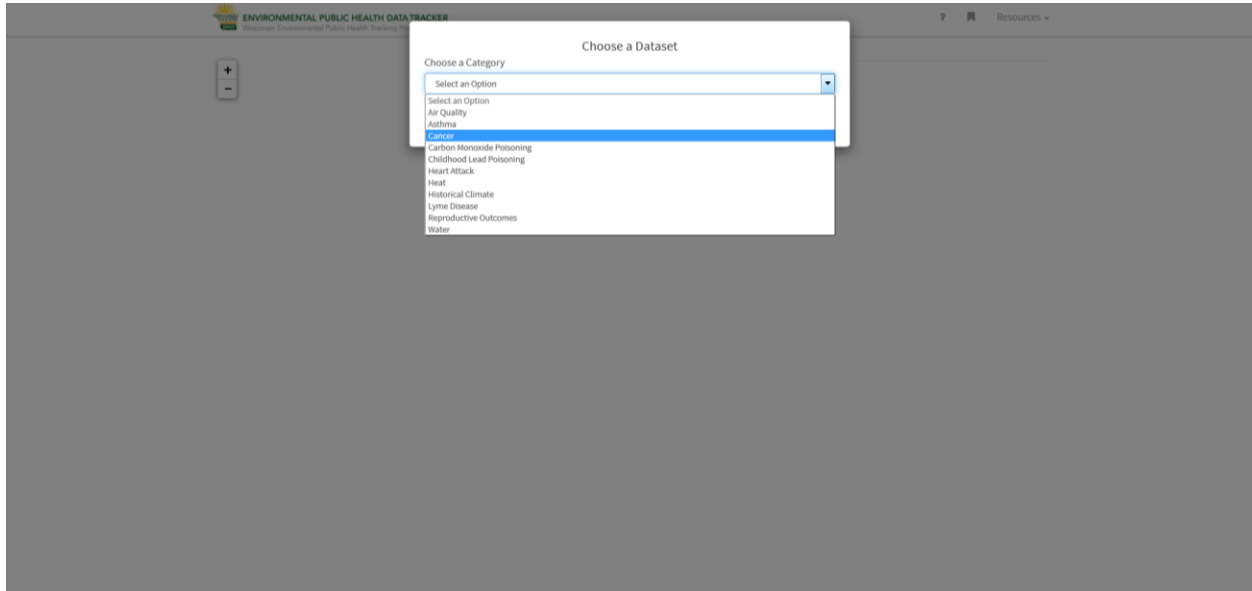 ENVIRONMENTAL PUBLIC HEALTH DATA TRACKER
Wisconsin Environmental Public Health Tracking
? Resources
Choose a Dataset
Choose a Category
Select an Option
Select an Option
Air Quality
Asthma
Cancer
Carbon Monoxide Poisoning
Childhood Lead Poisoning
Heart Attack
Heat
Historical Climate
Lyme Disease
Reproductive Outcomes
Water
+
−